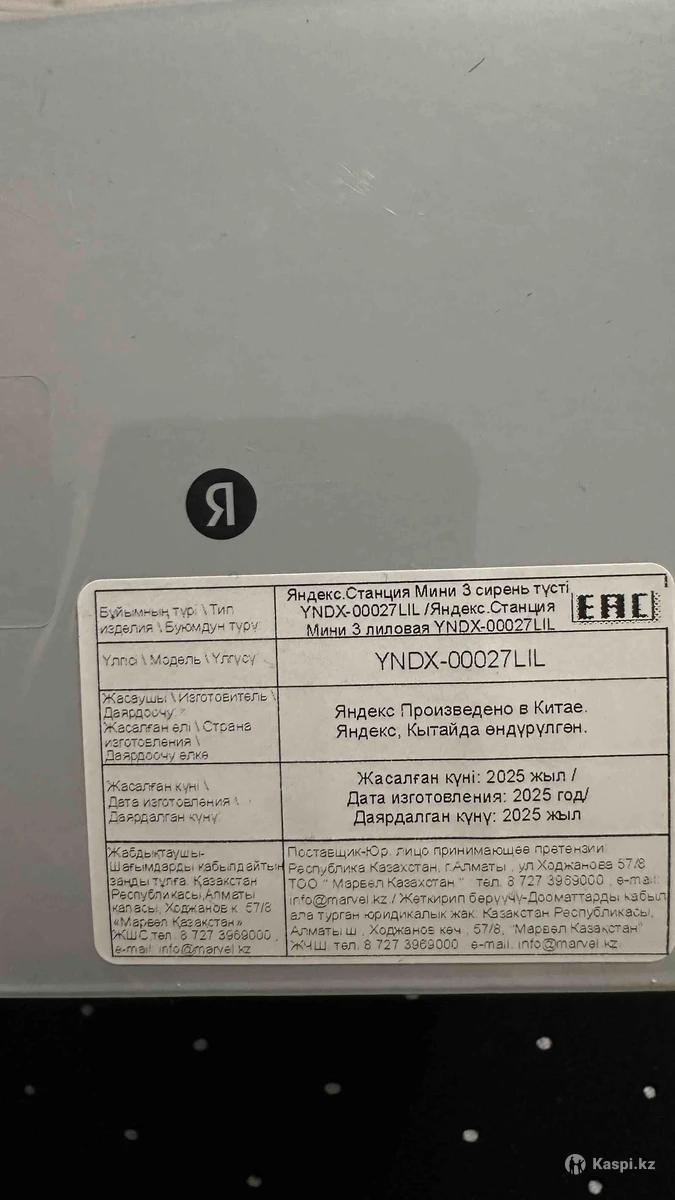 Я
Бұйымның түрі \ Тип
изделия \ Буюмдун түрү
Яндекс.Станция Мини 3 сирень түсті
YNDX-00027LIL /Яндекс.Станция
Мини 3 лиловая YNDX-00027LIL
EAC
Үлгісі \ Модель \ Үлгүсү
YNDX-00027LIL
Жасаушы \ Изготовитель \
Даярдоочу:
Жасалған елі \ Страна
изготовления \
Даярдоочу өлкө
Яндекс Произведено в Китае.
Яндекс, Кытайда өндүрүлгөн.
Жасалған күні \
Дата изготовления \
Даярдалган күнү:
Жасалған күні: 2025 жыл /
Дата изготовления: 2025 год/
Даярдалган күнү: 2025 жыл
Жабдықтаушы-
Шағымдарды қабылдайтын
заңды тұлға. Қазақстан
Республикасы,Алматы
қаласы, Ходжанов к. 57/8
«Марвел Қазақстан»
ЖШС тел. 8 727 3969000 ,
e-mail: info@marvel.kz
Поставщик-Юр. лицо принимающее претензии
Республика Казахстан, г.Алматы , ул Ходжанова 57/8
ТОО " Марвел Казахстан " тел. 8 727 3969000 , e-mail:
info@marvel.kz / Жеткирип берүүчү-Дооматтарды кабыл
ала турган юридикалык жак: Казакстан Республикасы,
Алматы ш , Ходжанов көч , 57/8, "Марвел Казакстан"
ЖЧШ. тел. 8 727 3969000 e-mail: info@marvel.kz
Kaspi.kz